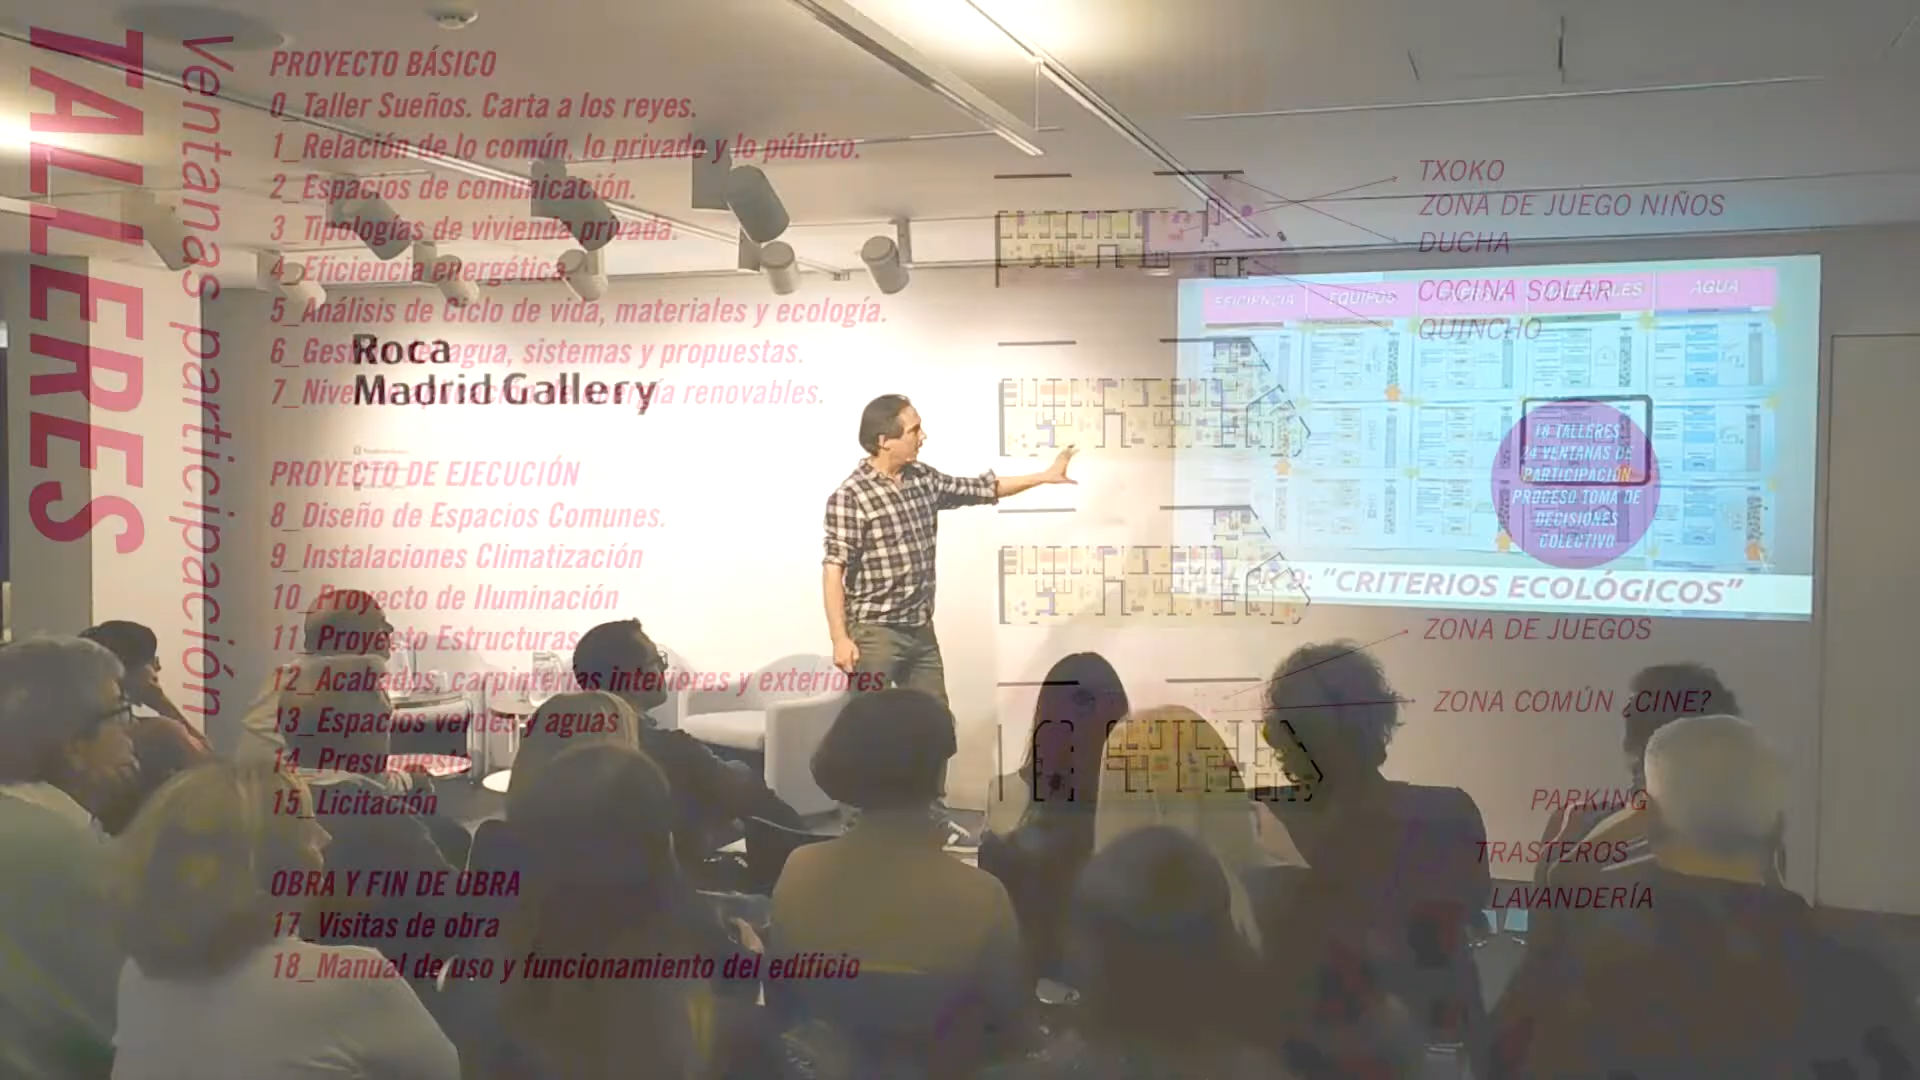 TALLERES
Ventanas participación
PROYECTO BÁSICO
0_Taller Sueños. Carta a los reyes.
1_Relación de lo común, lo privado y lo público.
2_Espacios de comunicación.
3_Tipologías de vivienda privada.
4_Eficiencia energética.
5_Análisis de Ciclo de vida, materiales y ecología.
6_Gest agua, sistemas y propuestas.
7_Nive renovables.
Roca
Madrid Gallery
PROYECTO DE EJECUCIÓN
8_Diseño de Espacios Comunes.
9_Instalaciones Climatización
10_Proyecto de Iluminación
11_Proyecto Estructuras
12_Acabados, carpinterías interiores y exteriores
13_Espacios verdes y aguas
14_Presupuesto
15_Licitación
OBRA Y FIN DE OBRA
17_Visitas de obra
18_Manual de uso y funcionamiento del edificio
TXOKO
ZONA DE JUEGO NIÑOS
DUCHA
COCINA SOLAR
QUINCHO
EFICIENCIA EQUIPOS MATERIALES AGUA
18 TALLERES
24 VENTANAS DE
PARTICIPACIÓN
PROCESO TOMA DE
DECISIONES
COLECTIVO
9: "CRITERIOS ECOLÓGICOS"
ZONA DE JUEGOS
ZONA COMÚN ¿CINE?
PARKING
TRASTEROS
LAVANDERÍA